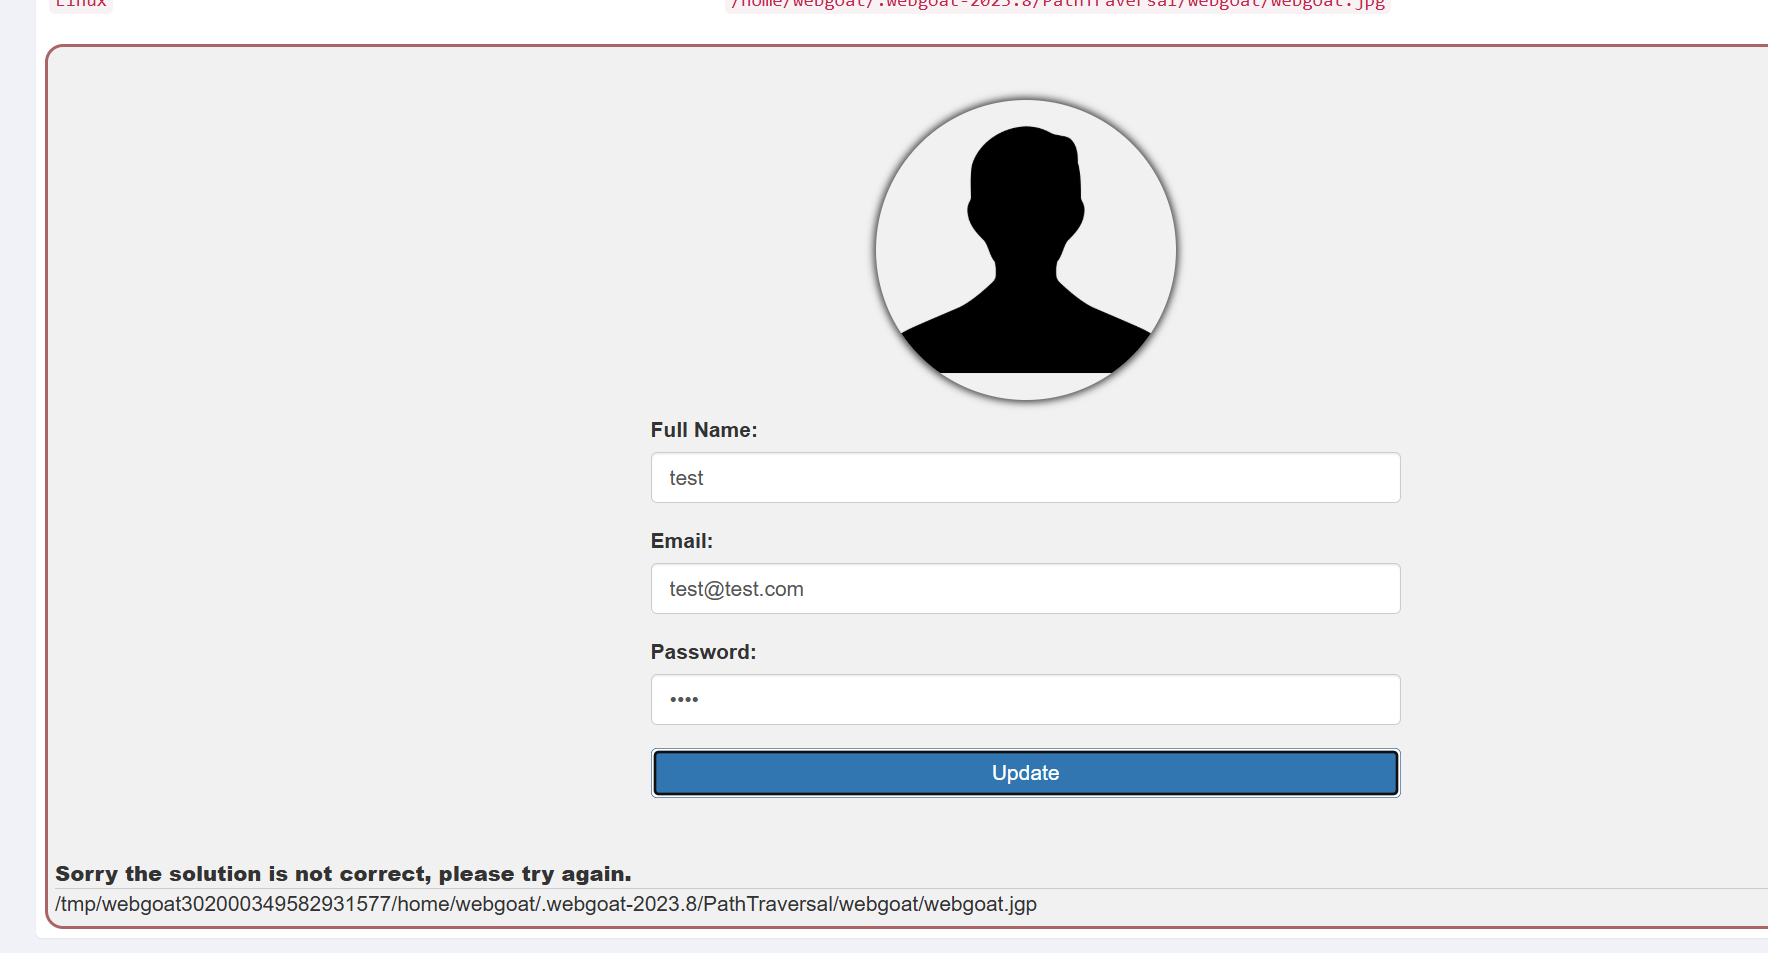 Linux /home/webgoat/.webgoat-2023.8/PathTraversal/webgoat/webgoat.jpg
Full Name:
test
Email:
test@test.com
Password:
••••
Update
Sorry the solution is not correct, please try again.
/tmp/webgoat302000349582931577/home/webgoat/.webgoat-2023.8/PathTraversal/webgoat/webgoat.jgp